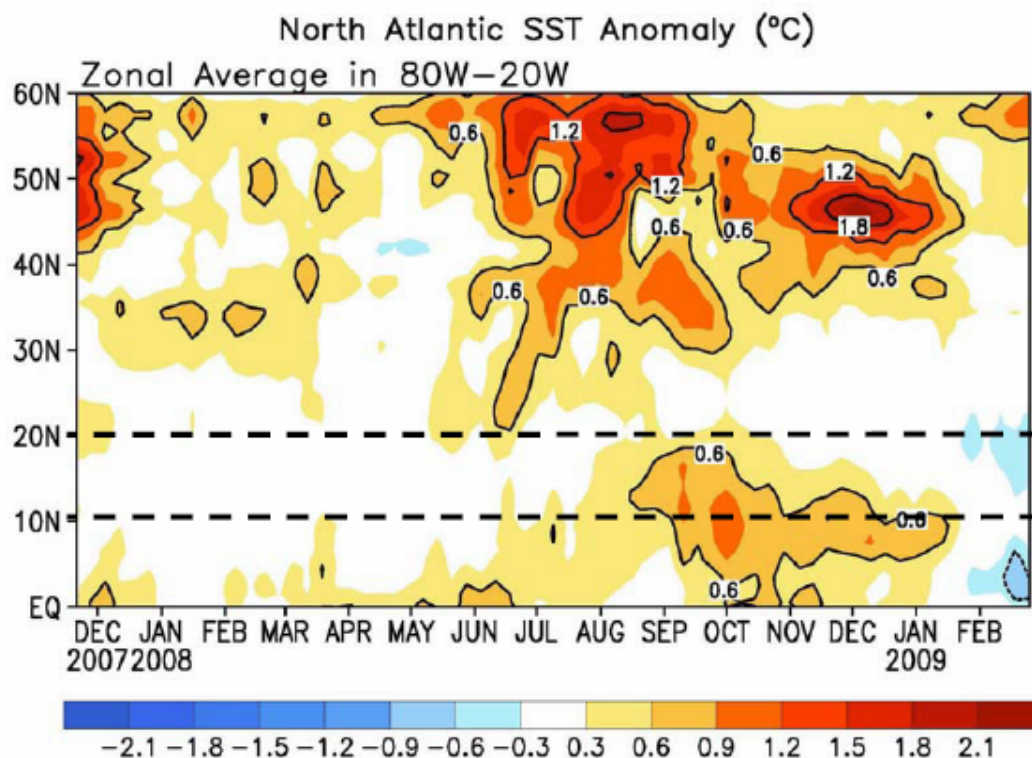 North Atlantic SST Anomaly (°C)
Zonal Average in 80W-20W
60N
0.6
1.2
0.6
50N
1.2
1.2
0.6
0.6
1.8
40N
0.6
0.6
0.6
30N
20N
0.6
10N
0.6
0.6
EQ
DEC JAN FEB MAR APR MAY JUN JUL AUG SEP OCT NOV DEC JAN FEB
2007 2008 2009
-2.1 -1.8 -1.5 -1.2 -0.9 -0.6 -0.3 0.3 0.6 0.9 1.2 1.5 1.8 2.1